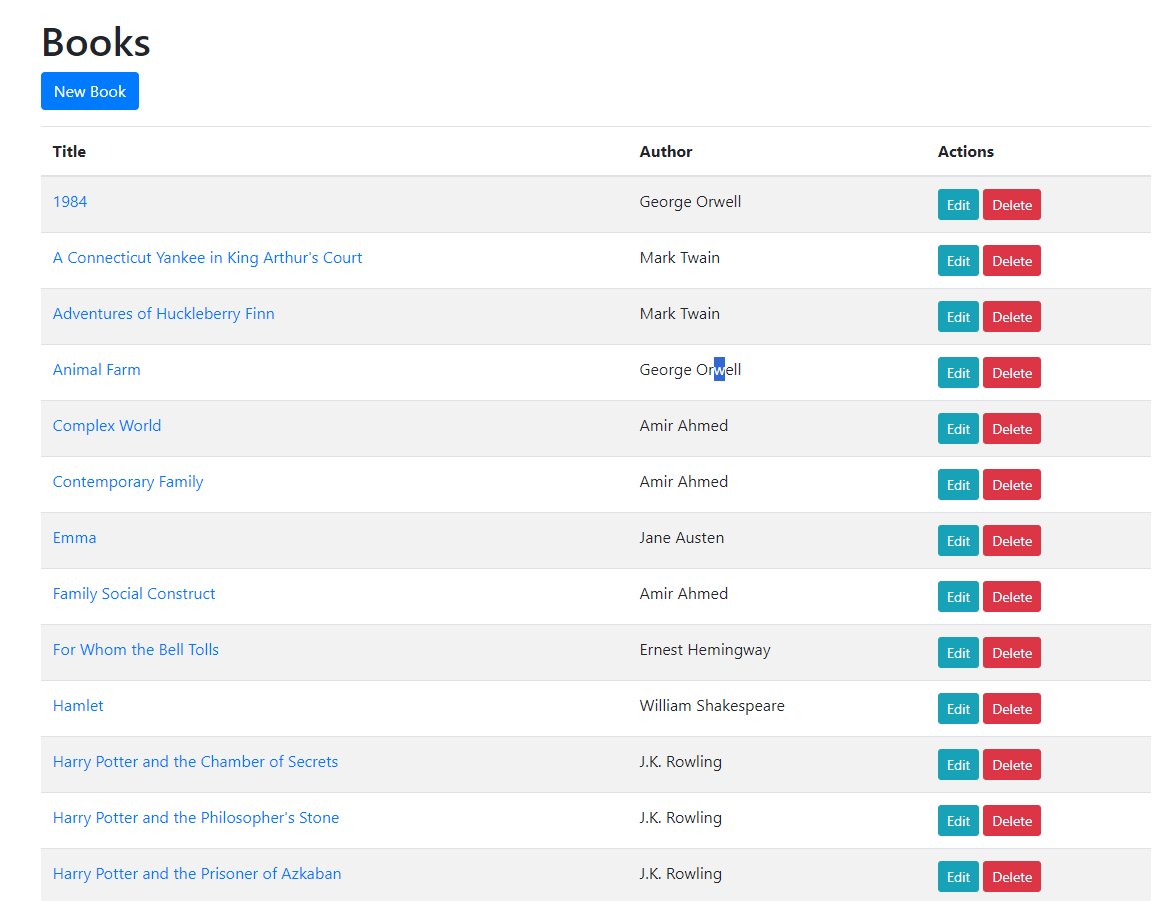 Books
New Book
Title Author Actions
1984 George Orwell Edit Delete
A Connecticut Yankee in King Arthur's Court Mark Twain Edit Delete
Adventures of Huckleberry Finn Mark Twain Edit Delete
Animal Farm George Orwell Edit Delete
Complex World Amir Ahmed Edit Delete
Contemporary Family Amir Ahmed Edit Delete
Emma Jane Austen Edit Delete
Family Social Construct Amir Ahmed Edit Delete
For Whom the Bell Tolls Ernest Hemingway Edit Delete
Hamlet William Shakespeare Edit Delete
Harry Potter and the Chamber of Secrets J.K. Rowling Edit Delete
Harry Potter and the Philosopher's Stone J.K. Rowling Edit Delete
Harry Potter and the Prisoner of Azkaban J.K. Rowling Edit Delete